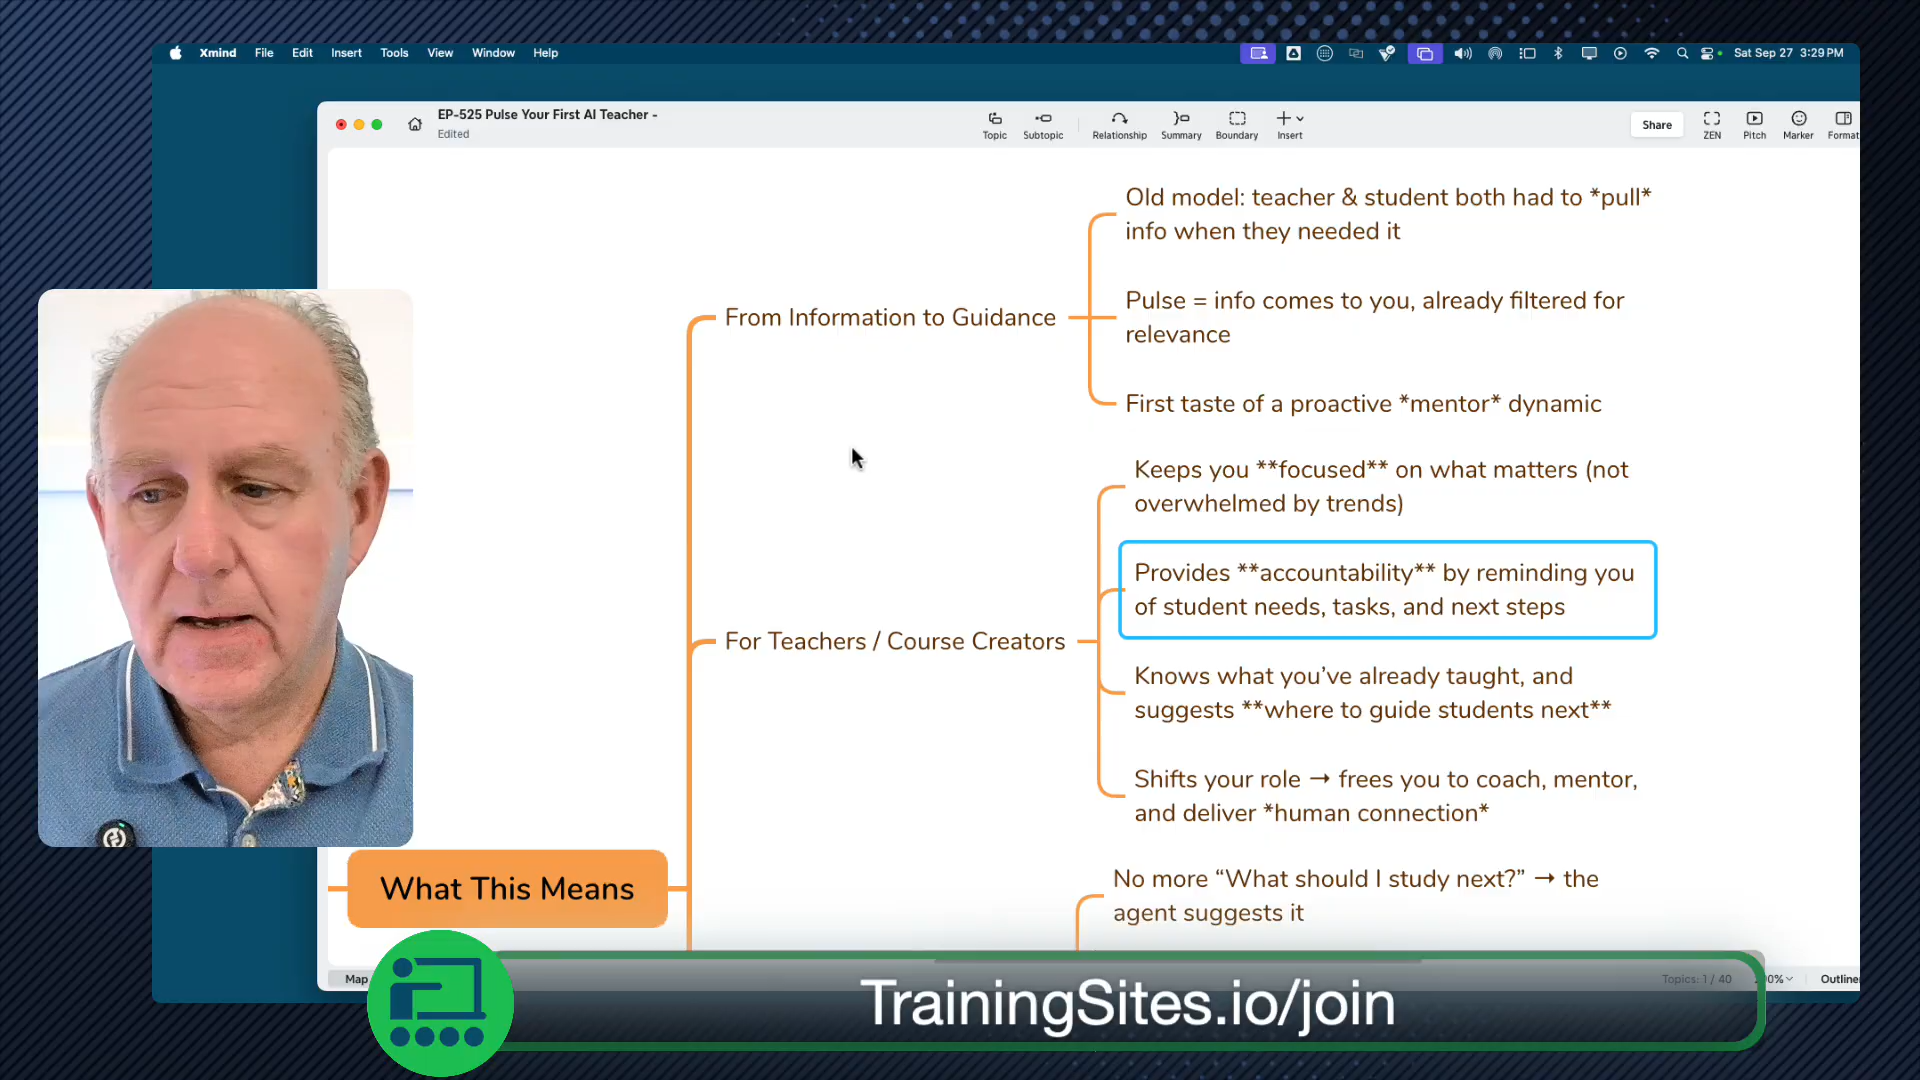 Xmind File Edit Insert Tools View Window Help
Sat Sep 27 3:29 PM
EP-525 Pulse Your First AI Teacher -
Edited
Topic Subtopic Relationship Summary Boundary Insert
Share
ZEN Pitch Marker Format
Old model: teacher & student both had to *pull*
info when they needed it
From Information to Guidance
Pulse = info comes to you, already filtered for
relevance
First taste of a proactive *mentor* dynamic
Keeps you **focused** on what matters (not
overwhelmed by trends)
Provides **accountability** by reminding you
of student needs, tasks, and next steps
For Teachers / Course Creators
Knows what you’ve already taught, and
suggests **where to guide students next**
Shifts your role → frees you to coach, mentor,
and deliver *human connection*
What This Means
No more “What should I study next?” → the
agent suggests it
Map
Topics: 1 / 40
Outliner
TrainingSites.io/join